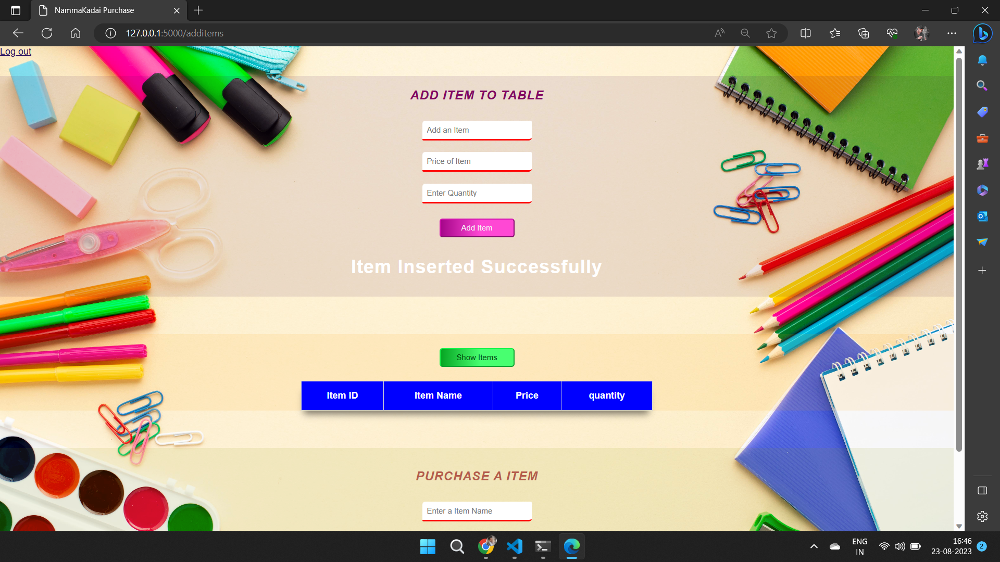 NammaKadai Purchase
127.0.0.1:5000/additems
Log out
ADD ITEM TO TABLE
Add an Item
Price of Item
Enter Quantity
Add Item
Item Inserted Successfully
Show Items
Item ID Item Name Price quantity
PURCHASE A ITEM
Enter a Item Name
ENG
IN
16:46
23-08-2023
2